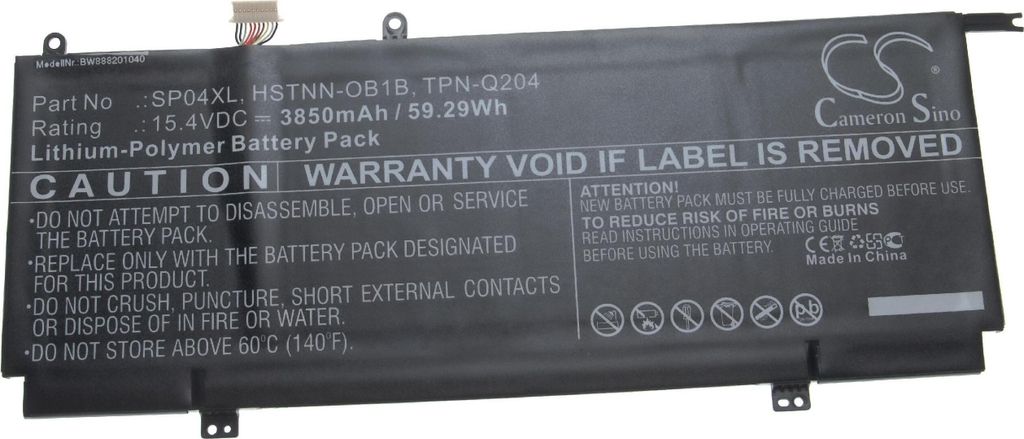 ModellNr.:BW888201040
Part No .: SP04XL, HSTNN-OB1B, TPN-Q204
Rating .: 15.4VDC ⎓ 3850mAh / 59.29Wh
Lithium-Polymer Battery Pack
CS
Cameron Sino
CAUTION WARRANTY VOID IF LABEL IS REMOVED
•DO NOT ATTEMPT TO DISASSEMBLE, OPEN OR SERVICE
THE BATTERY PACK.
•REPLACE ONLY WITH THE BATTERY PACK DESIGNATED
FOR THIS PRODUCT.
•DO NOT CRUSH, PUNCTURE, SHORT EXTERNAL CONTACTS
OR DISPOSE OF IN FIRE OR WATER.
•DO NOT STORE ABOVE 60°C (140°F).
ATTENTION!
NEW BATTERY PACK MUST BE FULLY CHARGED BEFORE USE.
TO REDUCE RISK OF FIRE OR BURNS
READ INSTRUCTIONS IN OPERATING GUIDE
BEFORE USING THE BATTERY PACK.
CE
Made In China
Pb